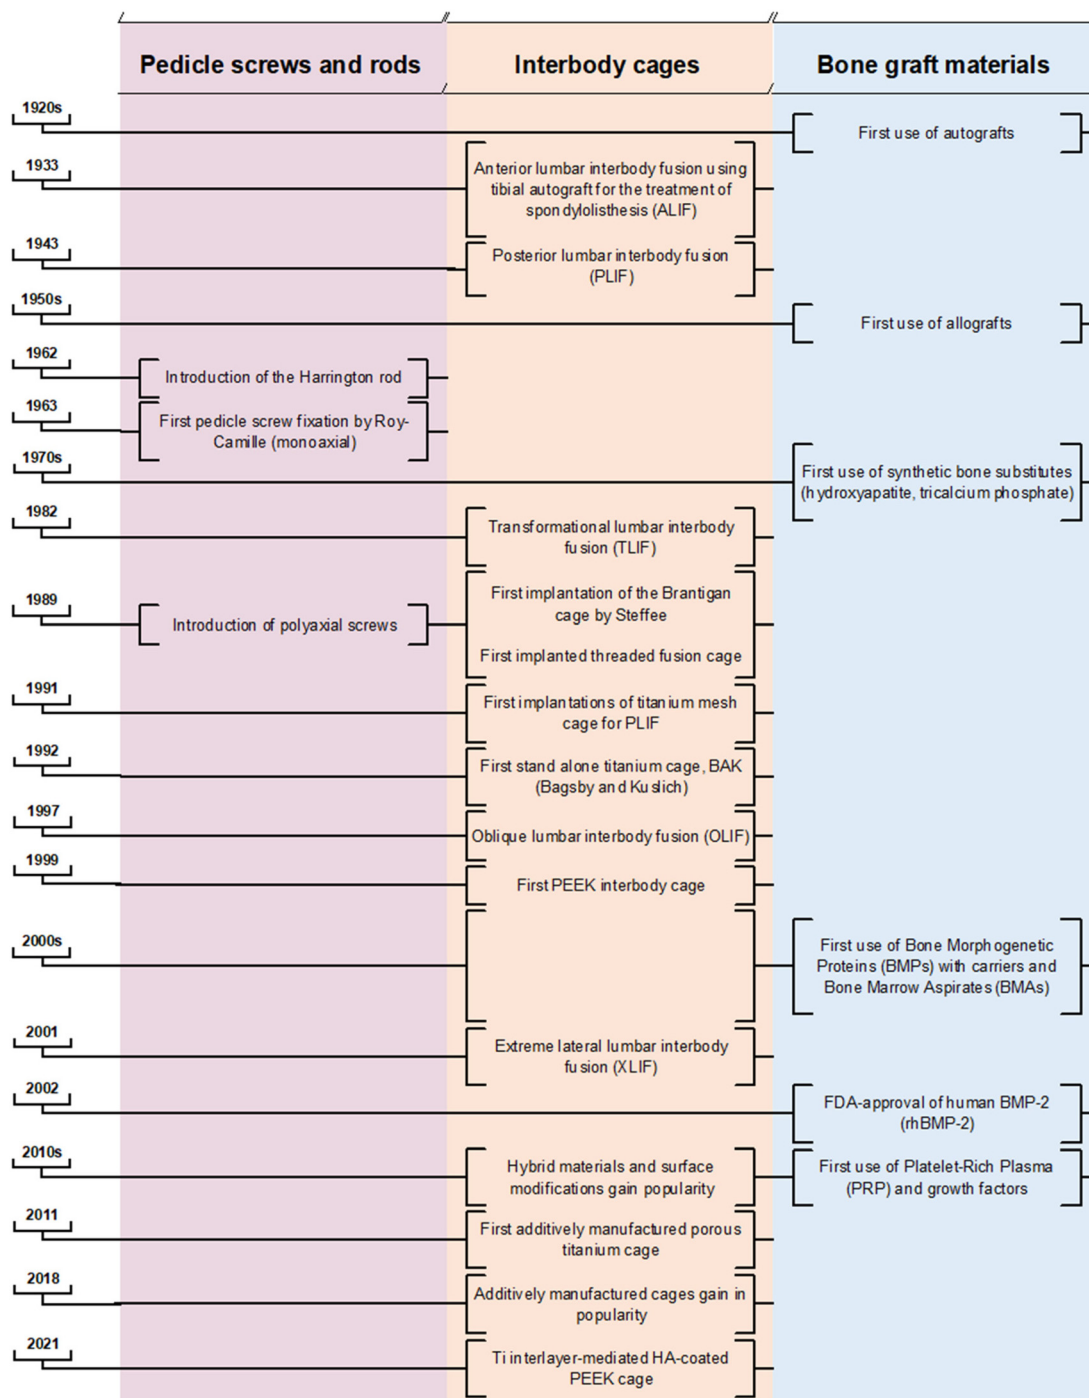 Pedicle screws and rods
Interbody cages
Bone graft materials
1920s
First use of autografts
1933
Anterior lumbar interbody fusion using
tibial autograft for the treatment of
spondylolisthesis (ALIF)
1943
Posterior lumbar interbody fusion
(PLIF)
1950s
First use of allografts
1962
Introduction of the Harrington rod
1963
First pedicle screw fixation by Roy-
Camille (monoaxial)
1970s
First use of synthetic bone substitutes
(hydroxyapatite, tricalcium phosphate)
1982
Transformational lumbar interbody
fusion (TLIF)
1989
Introduction of polyaxial screws
First implantation of the Brantigan
cage by Steffee
First implanted threaded fusion cage
1991
First implantations of titanium mesh
cage for PLIF
1992
First stand alone titanium cage, BAK
(Bagsby and Kuslich)
1997
Oblique lumbar interbody fusion (OLIF)
1999
First PEEK interbody cage
2000s
First use of Bone Morphogenetic
Proteins (BMPs) with carriers and
Bone Marrow Aspirates (BMAs)
2001
Extreme lateral lumbar interbody
fusion (XLIF)
2002
FDA-approval of human BMP-2
(rhBMP-2)
2010s
Hybrid materials and surface
modifications gain popularity
First use of Platelet-Rich Plasma
(PRP) and growth factors
2011
First additively manufactured porous
titanium cage
2018
Additively manufactured cages gain in
popularity
2021
Ti interlayer-mediated HA-coated
PEEK cage